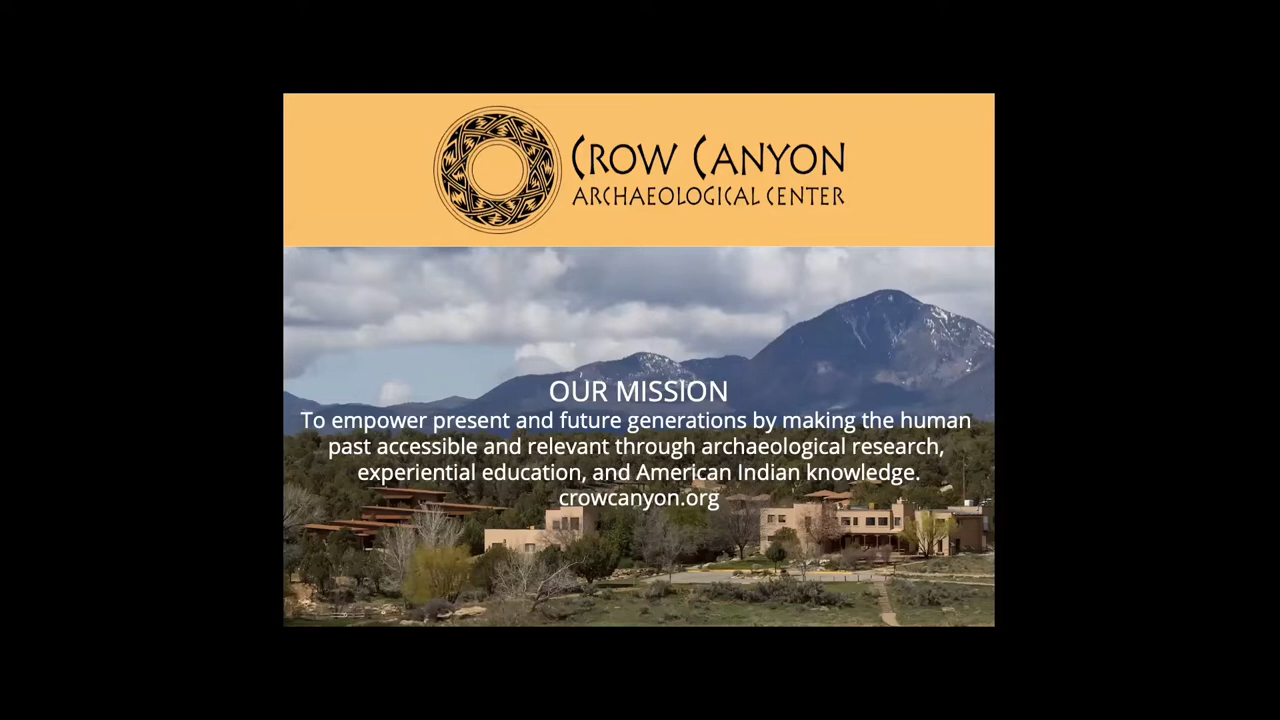 CROW CANYON
ARCHAEOLOGICAL CENTER
OUR MISSION
To empower present and future generations by making the human
past accessible and relevant through archaeological research,
experiential education, and American Indian knowledge.
crowcanyon.org